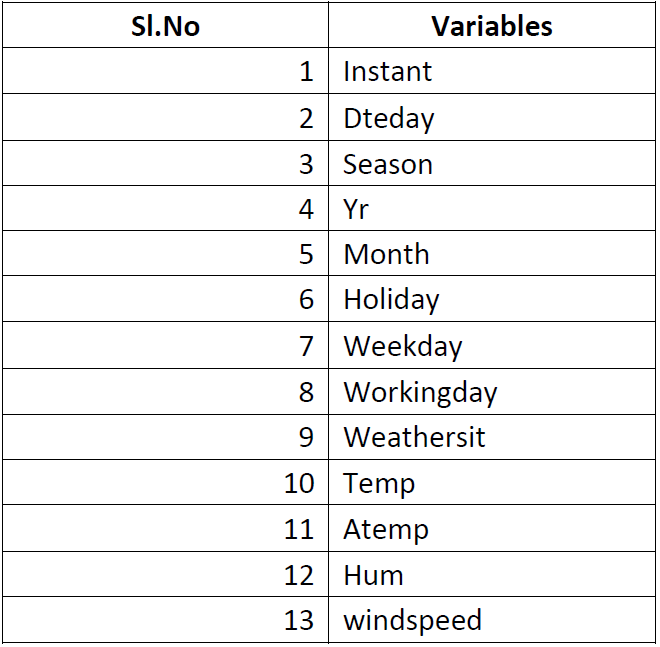 Sl.No Variables
1 Instant
2 Dteday
3 Season
4 Yr
5 Month
6 Holiday
7 Weekday
8 Workingday
9 Weathersit
10 Temp
11 Atemp
12 Hum
13 windspeed